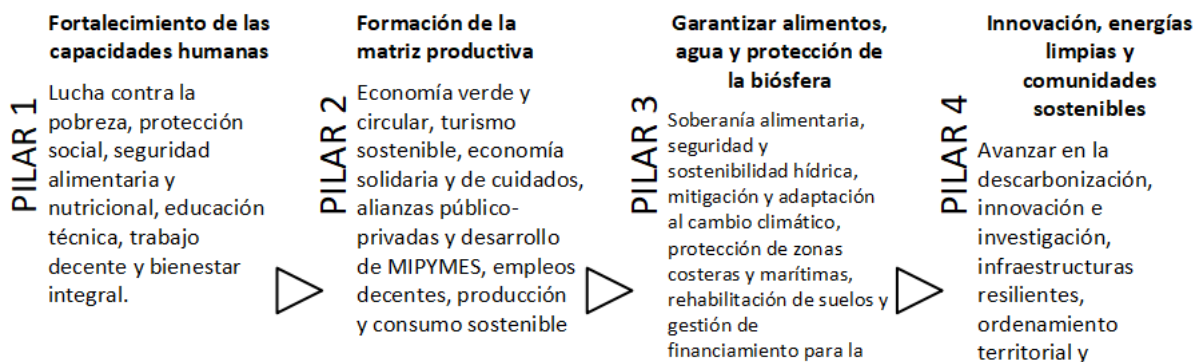 PILAR 1
Fortalecimiento de las
capacidades humanas
Lucha contra la
pobreza, protección
social, seguridad
alimentaria y
nutricional, educación
técnica, trabajo
decente y bienestar
integral.
PILAR 2
Formación de la
matriz productiva
Economía verde y
circular, turismo
sostenible, economía
solidaria y de cuidados,
alianzas público-
privadas y desarrollo
de MIPYMES, empleos
decentes, producción
y consumo sostenible
PILAR 3
Garantizar alimentos,
agua y protección de
la biósfera
Soberanía alimentaria,
seguridad y
sostenibilidad hídrica,
mitigación y adaptación
al cambio climático,
protección de zonas
costeras y marítimas,
rehabilitación de suelos y
gestión de
financiamiento para la
PILAR 4
Innovación, energías
limpias y
comunidades
sostenibles
Avanzar en la
descarbonización,
innovación e
investigación,
infraestructuras
resilientes,
ordenamiento
territorial y